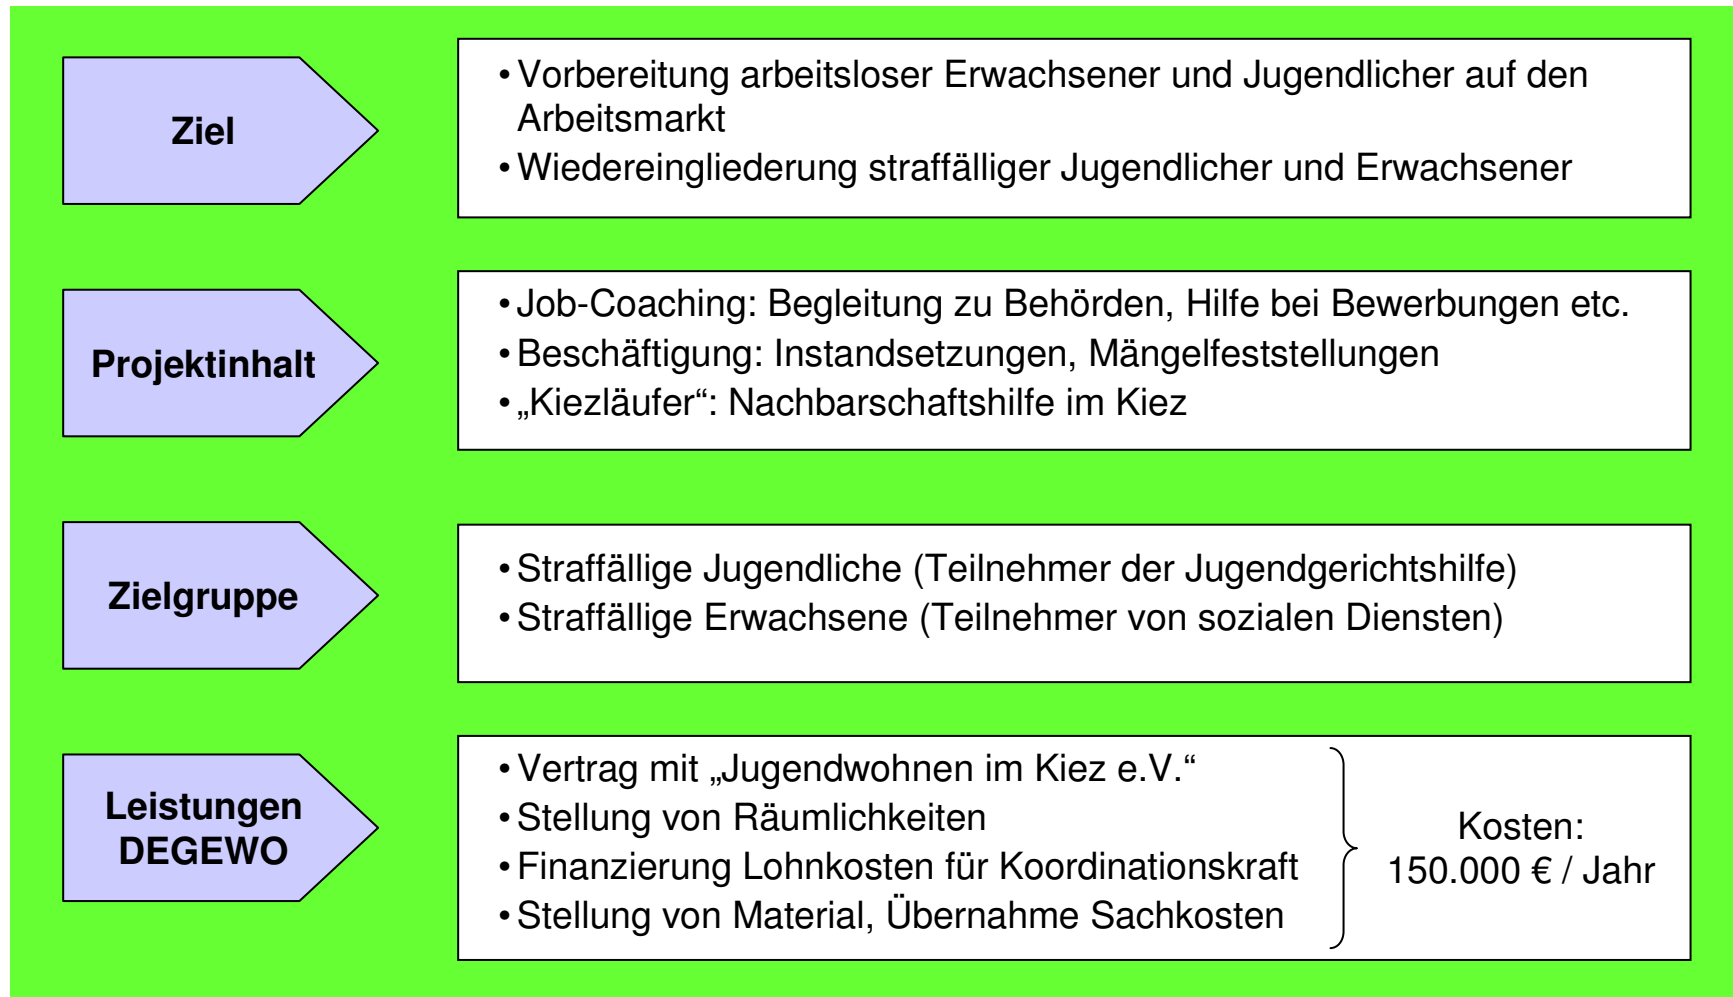 Ziel
• Vorbereitung arbeitsloser Erwachsener und Jugendlicher auf den
Arbeitsmarkt
• Wiedereingliederung straffälliger Jugendlicher und Erwachsener
Projektinhalt
• Job-Coaching: Begleitung zu Behörden, Hilfe bei Bewerbungen etc.
• Beschäftigung: Instandsetzungen, Mängelfeststellungen
• „Kiezläufer“: Nachbarschaftshilfe im Kiez
Zielgruppe
• Straffällige Jugendliche (Teilnehmer der Jugendgerichtshilfe)
• Straffällige Erwachsene (Teilnehmer von sozialen Diensten)
Leistungen
DEGEWO
• Vertrag mit „Jugendwohnen im Kiez e.V.“
• Stellung von Räumlichkeiten
• Finanzierung Lohnkosten für Koordinationskraft
• Stellung von Material, Übernahme Sachkosten
Kosten:
150.000 € / Jahr